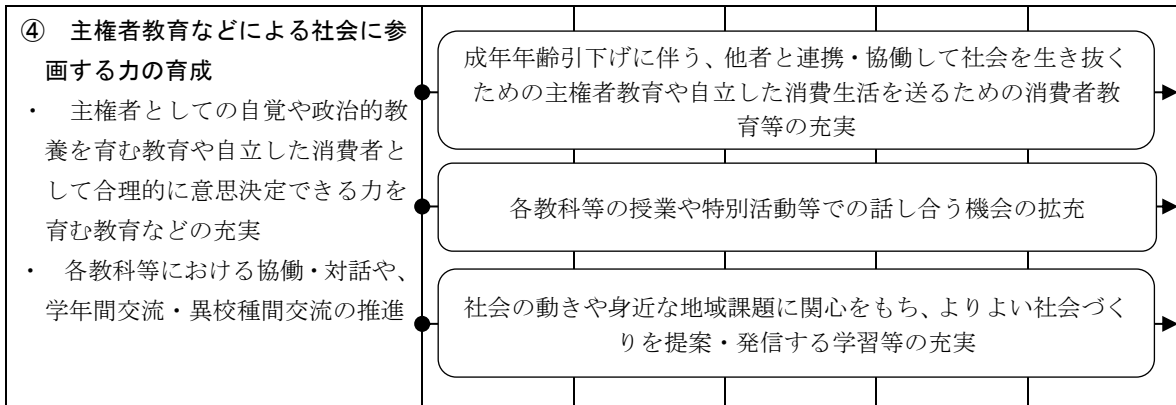 ④　主権者教育などによる社会に参
画する力の育成
・　主権者としての自覚や政治的教
養を育む教育や自立した消費者と
して合理的に意思決定できる力を
育む教育などの充実
・　各教科等における協働・対話や、
学年間交流・異校種間交流の推進
成年年齢引下げに伴う、他者と連携・協働して社会を生き抜く
ための主権者教育や自立した消費生活を送るための消費者教
育等の充実
各教科等の授業や特別活動等での話し合う機会の拡充
社会の動きや身近な地域課題に関心をもち、よりよい社会づく
りを提案・発信する学習等の充実